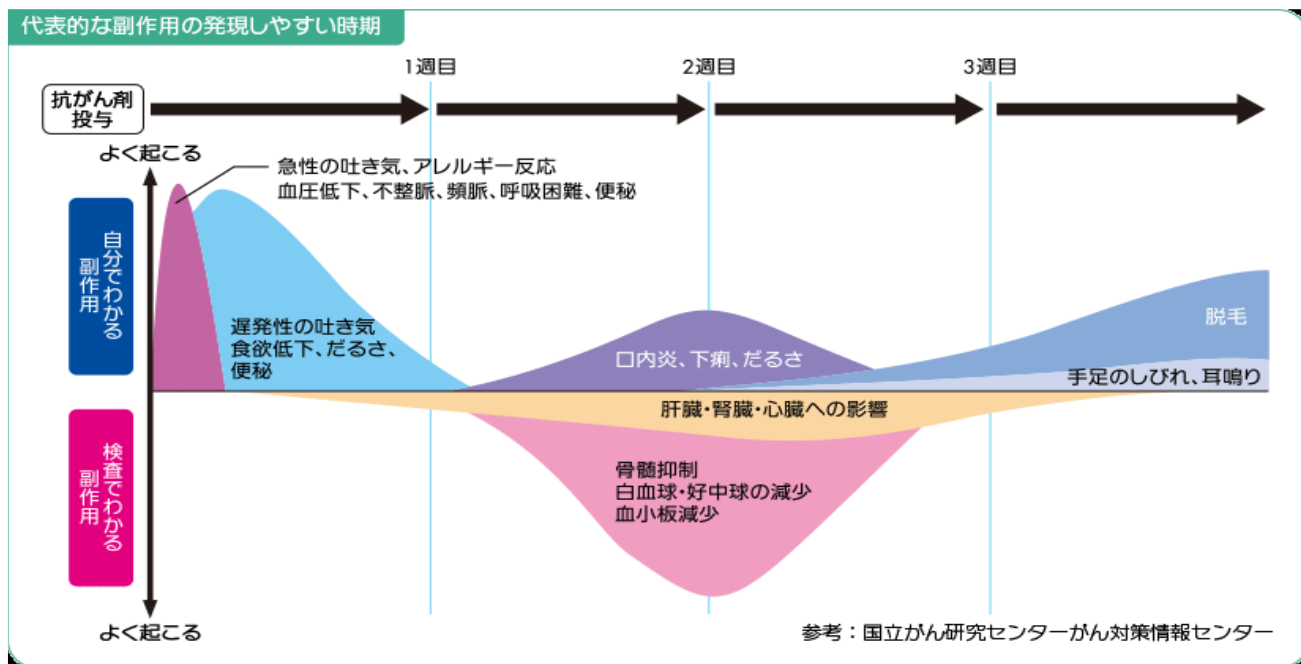 代表的な副作用の発現しやすい時期
1週目
2週目
3週目
抗がん剤
投与
よく起こる
急性の吐き気、アレルギー反応
血圧低下、不整脈、頻脈、呼吸困難、便秘
自分でわかる
副作用
遅発性の吐き気
食欲低下、だるさ、
便秘
口内炎、下痢、だるさ
脱毛
手足のしびれ、耳鳴り
肝臓・腎臓・心臓への影響
検査でわかる
副作用
骨髄抑制
白血球・好中球の減少
血小板減少
よく起こる
参考：国立がん研究センターがん対策情報センター